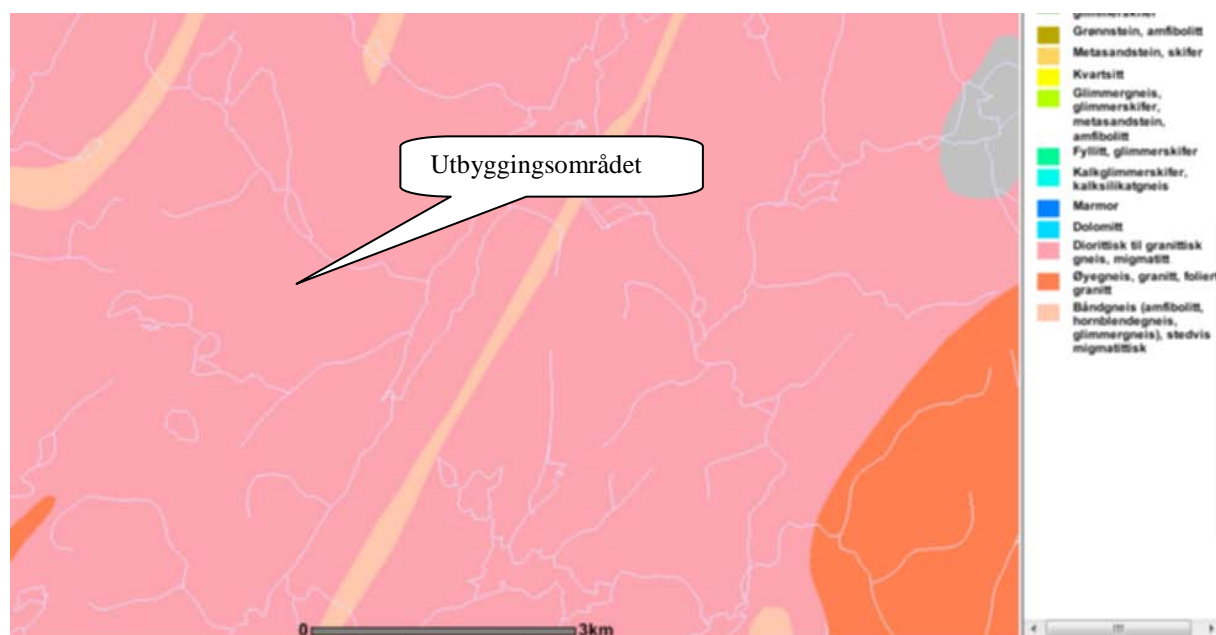 Utbyggingsområdet
0 3km
glimmerskifer
Grønnstein, amfibolitt
Metasandstein, skifer
Kvartsitt
Glimmergneis,
glimmerskifer,
metasandstein,
amfibolitt
Fyllitt, glimmerskifer
Kalkglimmerskifer,
kalksilikatgneis
Marmor
Dolomitt
Diorittisk til granittisk
gneis, migmatitt
Øyegneis, granitt, foliert
granitt
Båndgneis (amfibolitt,
hornblendegneis,
glimmergneis), stedvis
migmatittisk